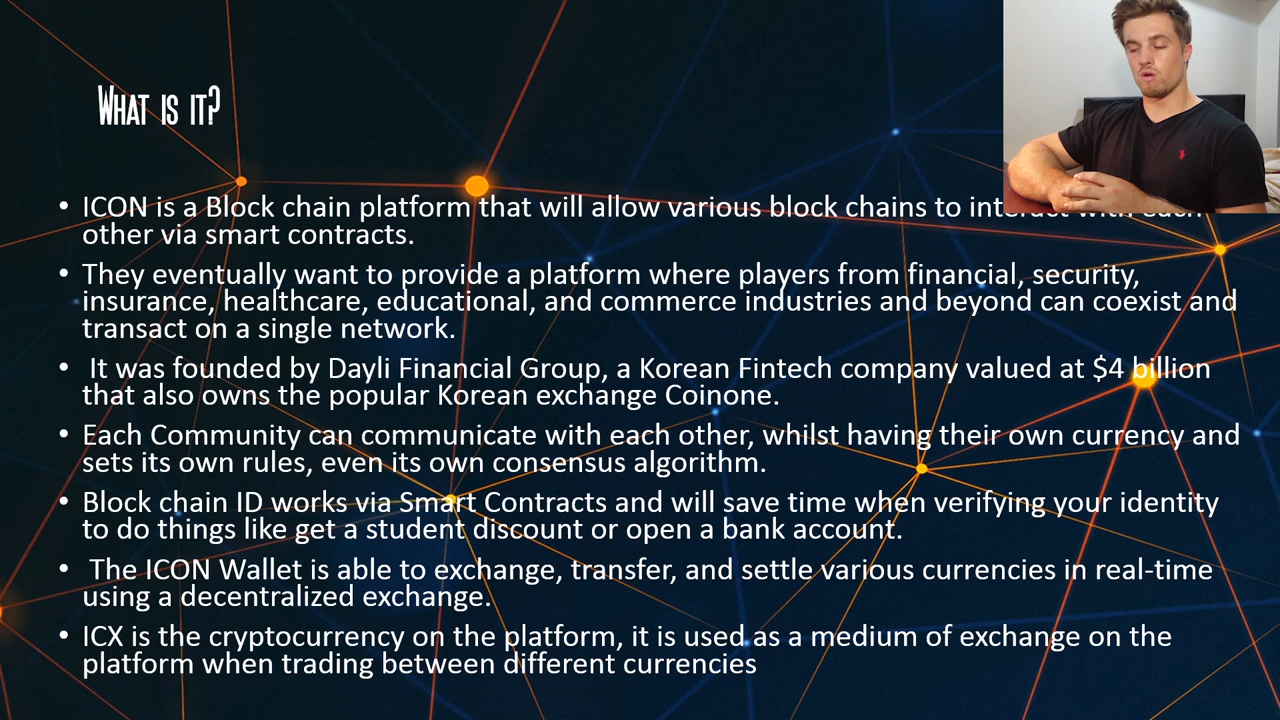 What is it?
• ICON is a Block chain platform that will allow various block chains to interact with each
other via smart contracts.
• They eventually want to provide a platform where players from financial, security,
insurance, healthcare, educational, and commerce industries and beyond can coexist and
transact on a single network.
• It was founded by Dayli Financial Group, a Korean Fintech company valued at $4 billion
that also owns the popular Korean exchange Coinone.
• Each Community can communicate with each other, whilst having their own currency and
sets its own rules, even its own consensus algorithm.
• Block chain ID works via Smart Contracts and will save time when verifying your identity
to do things like get a student discount or open a bank account.
• The ICON Wallet is able to exchange, transfer, and settle various currencies in real-time
using a decentralized exchange.
• ICX is the cryptocurrency on the platform, it is used as a medium of exchange on the
platform when trading between different currencies